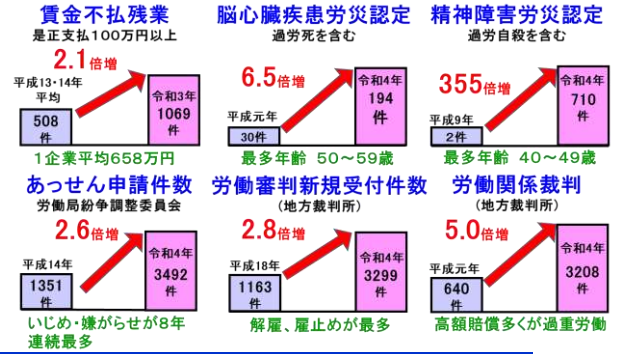 賃金不払残業
是正支払100万円以上
2.1倍増
平成13・14年
平均
508
件
令和3年
1069
件
1企業平均658万円
脳心臓疾患労災認定
過労死を含む
6.5倍増
平成元年
30件
令和4年
194
件
最多年齢 50～59歳
精神障害労災認定
過労自殺を含む
355倍増
平成9年
2件
令和4年
710
件
最多年齢 40～49歳
あっせん申請件数
労働局紛争調整委員会
2.6倍増
平成14年
1351
件
令和4年
3492
件
いじめ・嫌がらせが8年
連続最多
労働審判新規受付件数
(地方裁判所)
2.8倍増
平成18年
1163
件
令和4年
3299
件
解雇、雇止めが最多
労働関係裁判
(地方裁判所)
5.0倍増
平成元年
640
件
令和4年
3208
件
高額賠償多くが過重労働